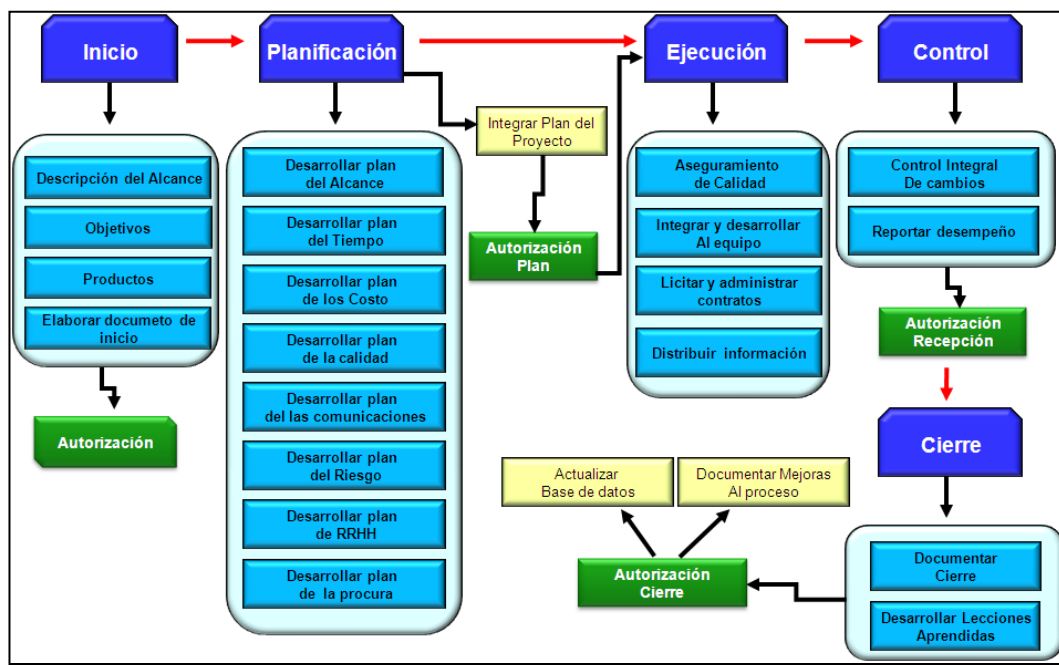 Inicio
Planificación
Ejecución
Control
Descripción del Alcance
Objetivos
Productos
Elaborar documeto de
inicio
Autorización
Desarrollar plan
del Alcance
Desarrollar plan
del Tiempo
Desarrollar plan
de los Costo
Desarrollar plan
de la calidad
Desarrollar plan
del las comunicaciones
Desarrollar plan
del Riesgo
Desarrollar plan
de RRHH
Desarrollar plan
de la procura
Integrar Plan del
Proyecto
Autorización
Plan
Aseguramiento
de Calidad
Integrar y desarrollar
Al equipo
Licitar y administrar
contratos
Distribuir información
Control Integral
De cambios
Reportar desempeño
Autorización
Recepción
Cierre
Documentar
Cierre
Desarrollar Lecciones
Aprendidas
Autorización
Cierre
Actualizar
Base de datos
Documentar Mejoras
Al proceso